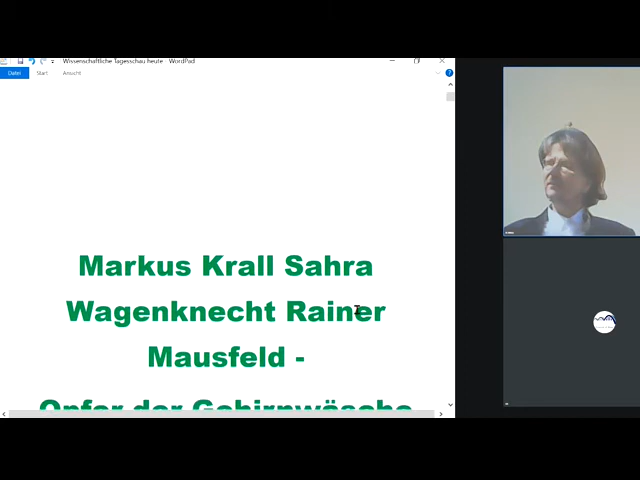 Wissenschaftliche Tagesschau heute - WordPad
Datei Start Ansicht
Markus Krall Sahra
Wagenknecht Rainer
Mausfeld -
Opfer der Gehirnwäsche